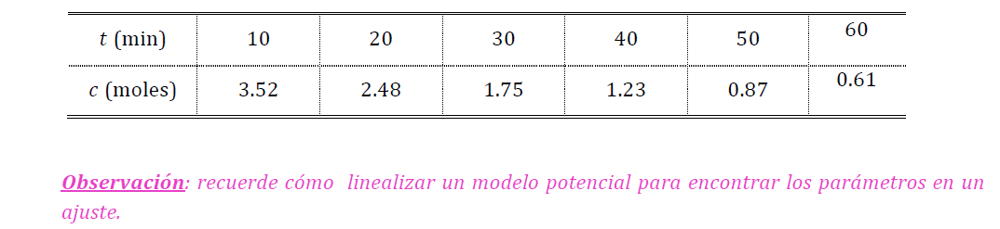 t (min) 10 20 30 40 50 60
c (moles) 3.52 2.48 1.75 1.23 0.87 0.61
Observación: recuerde cómo linealizar un modelo potencial para encontrar los parámetros en un
ajuste.